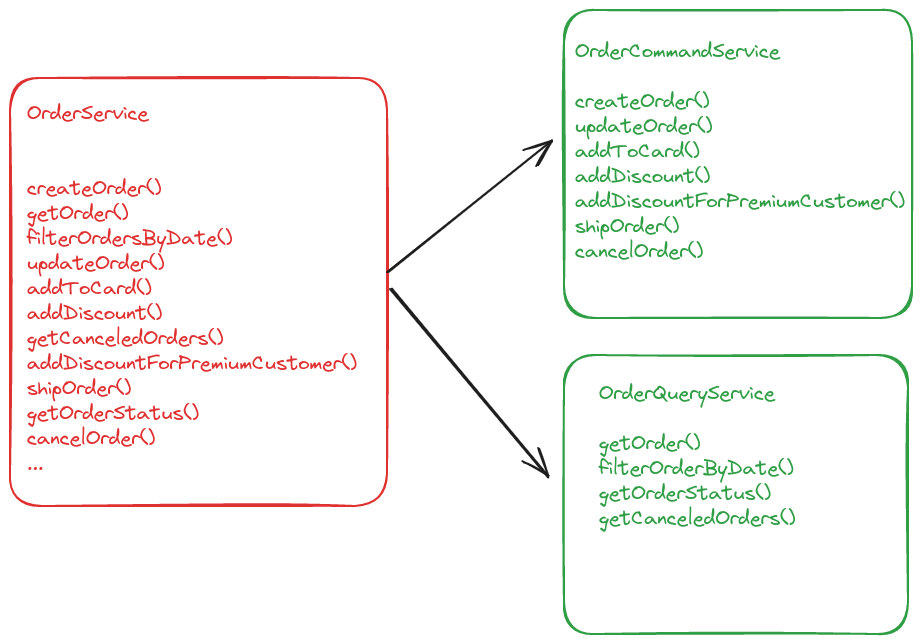 OrderService
createOrder()
getOrder()
filterOrdersByDate()
updateOrder()
addToCard()
addDiscount()
getCanceledOrders()
addDiscountForPremiumCustomer()
shipOrder()
getOrderStatus()
cancelOrder()
...
OrderCommandService
createOrder()
updateOrder()
addToCard()
addDiscount()
addDiscountForPremiumCustomer()
shipOrder()
cancelOrder()
OrderQueryService
getOrder()
filterOrderByDate()
getOrderStatus()
getCanceledOrders()